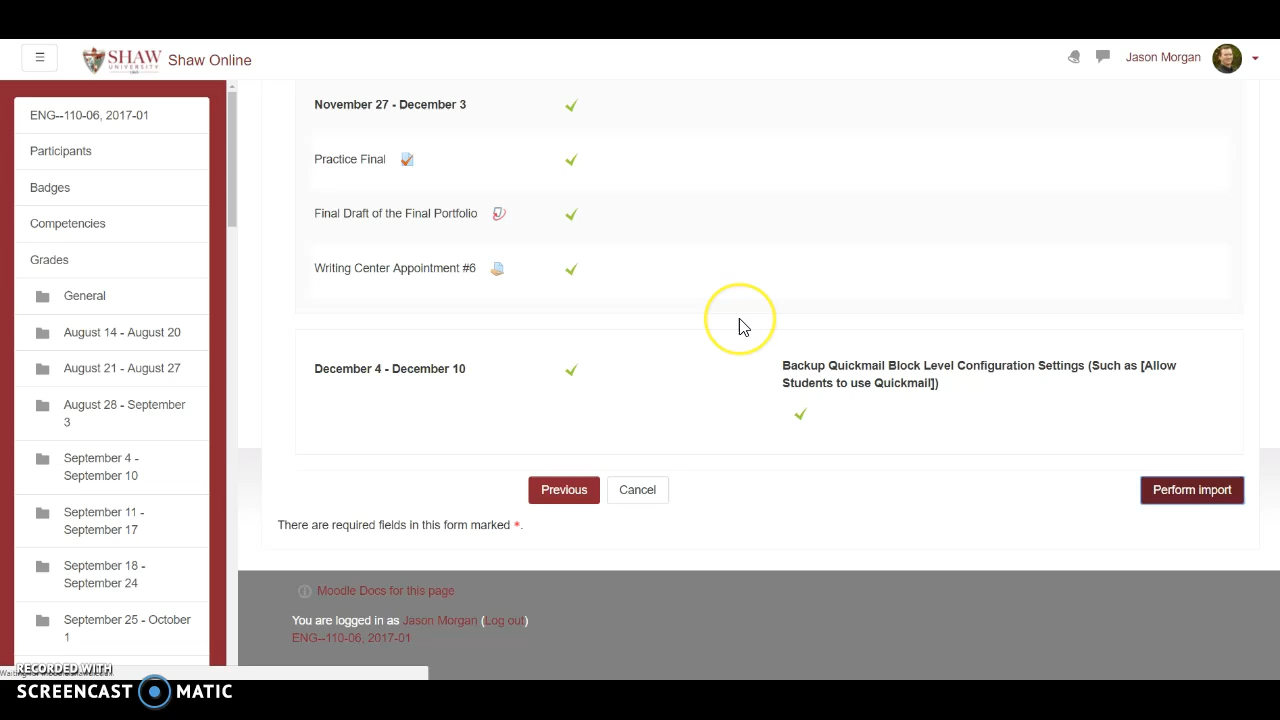 ☰
SHAW
UNIVERSITY
Shaw Online
Jason Morgan
ENG--110-06, 2017-01
Participants
Badges
Competencies
Grades
General
August 14 - August 20
August 21 - August 27
August 28 - September
3
September 4 -
September 10
September 11 -
September 17
September 18 -
September 24
September 25 - October
1
November 27 - December 3
Practice Final
Final Draft of the Final Portfolio
Writing Center Appointment #6
December 4 - December 10
Backup Quickmail Block Level Configuration Settings (Such as [Allow
Students to use Quickmail])
Previous
Cancel
Perform import
There are required fields in this form marked *.
Moodle Docs for this page
You are logged in as Jason Morgan (Log out)
ENG--110-06, 2017-01
RECORDED WITH
SCREENCAST MATIC